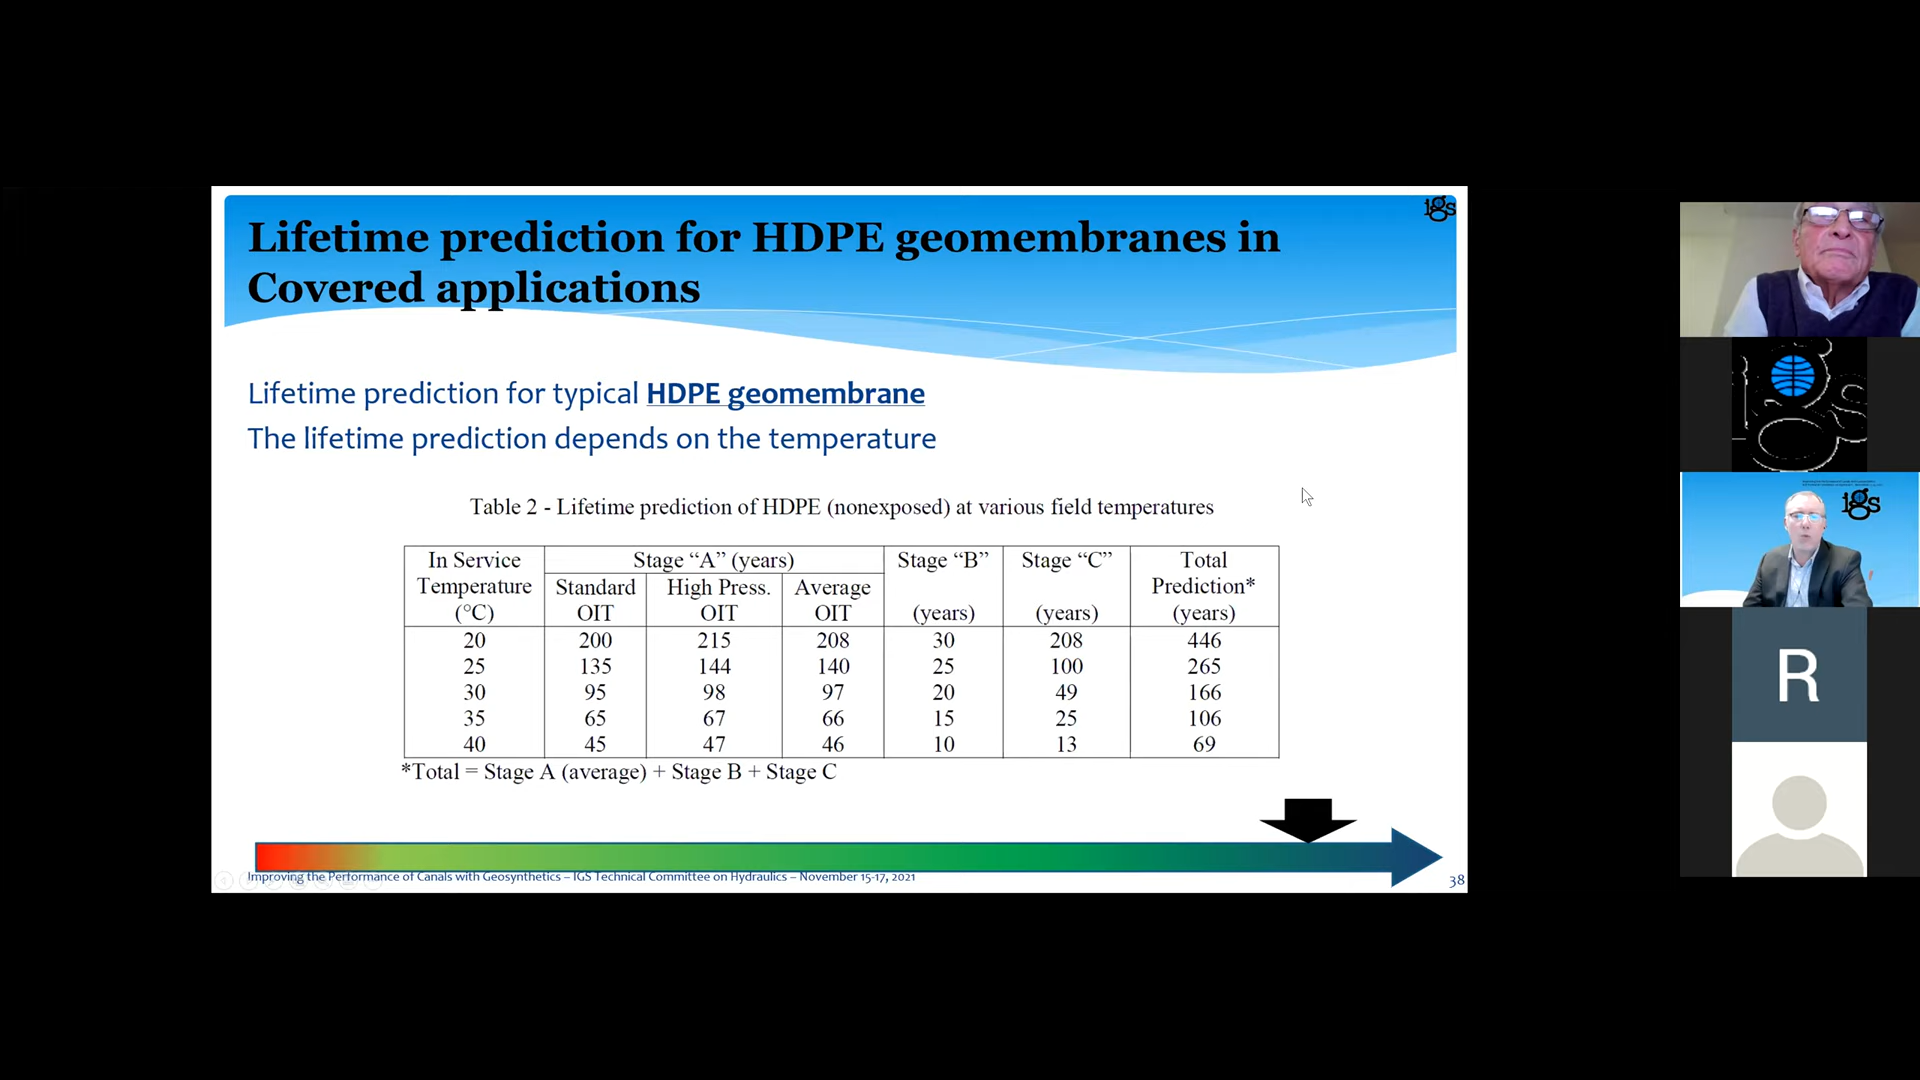 igs
Lifetime prediction for HDPE geomembranes in
Covered applications
Lifetime prediction for typical HDPE geomembrane
The lifetime prediction depends on the temperature
Table 2 - Lifetime prediction of HDPE (nonexposed) at various field temperatures
In Service Temperature (°C) Stage “A” (years) Stage “B” (years) Stage “C” (years) Total Prediction* (years)
Standard OIT High Press. OIT Average OIT
20 200 215 208 30 208 446
25 135 144 140 25 100 265
30 95 98 97 20 49 166
35 65 67 66 15 25 106
40 45 47 46 10 13 69
*Total = Stage A (average) + Stage B + Stage C
Improving the Performance of Canals with Geosynthetics – IGS Technical Committee on Hydraulics – November 15-17, 2021
38
igs
igs
R